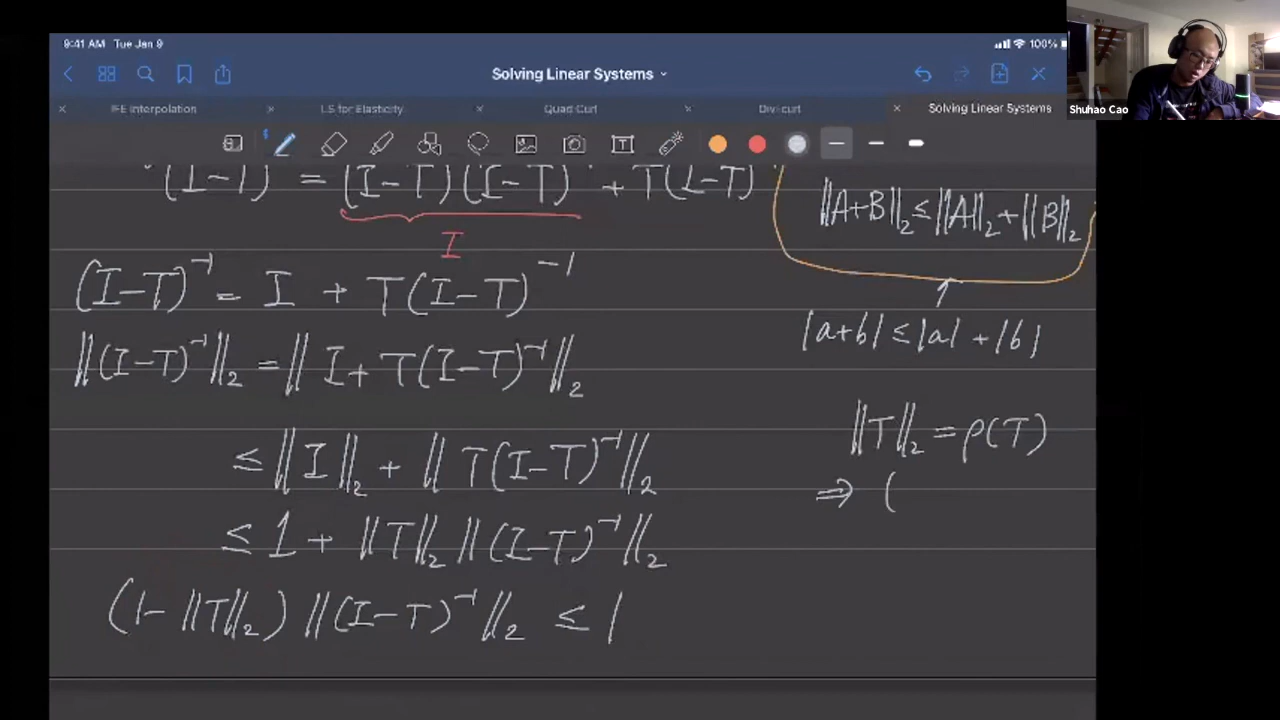 9:41 AM Tue Jan 9
100%
Solving Linear Systems
IFE Interpolation
LS for Elasticity
Quad Curl
Div-curl
Solving Linear Systems
Shuhao Cao
(I-T) = (I-T)(I-T) + T(I-T)
I
(I-T)⁻¹ = I + T(I-T)⁻¹
‖(I-T)⁻¹‖₂ = ‖I + T(I-T)⁻¹‖₂
≤ ‖I‖₂ + ‖T(I-T)⁻¹‖₂
≤ 1 + ‖T‖₂ ‖(I-T)⁻¹‖₂
(1 - ‖T‖₂) ‖(I-T)⁻¹‖₂ ≤ 1
‖A+B‖₂ ≤ ‖A‖₂ + ‖B‖₂
|a+b| ≤ |a| + |b|
‖T‖₂ = ρ(T)
⇒ (